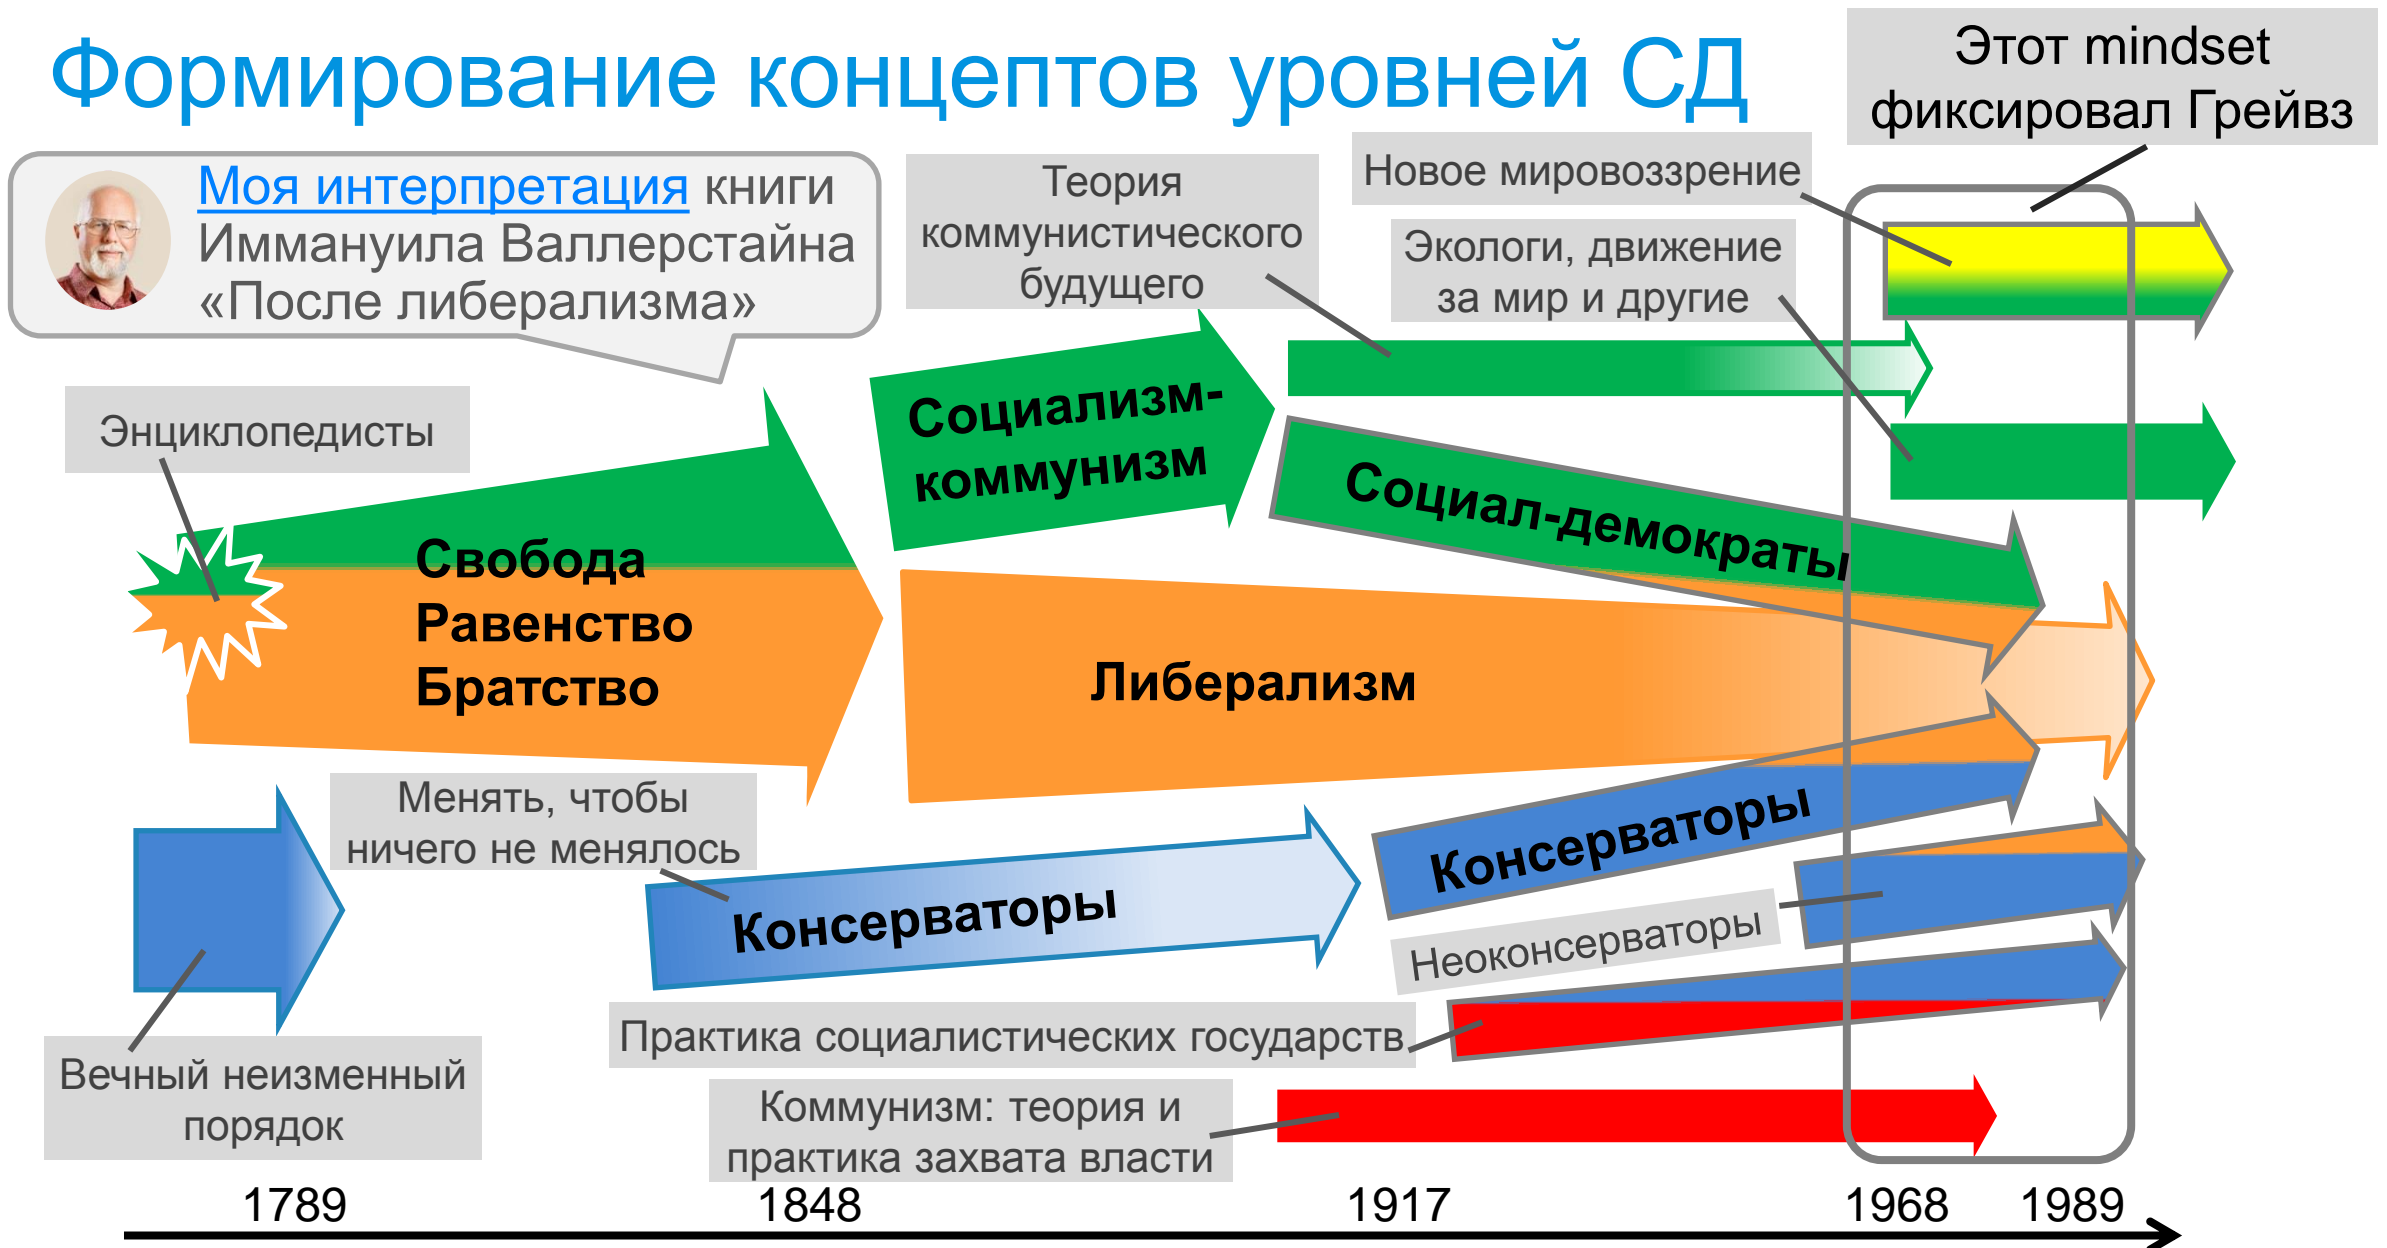 Формирование концептов уровней СД
Этот mindset
фиксировал Грейвз
Моя интерпретация книги
Иммануила Валлерстайна
«После либерализма»
Теория
коммунистического
будущего
Новое мировоззрение
Экологи, движение
за мир и другие
Энциклопедисты
Социализм-
коммунизм
Социал-демократы
Свобода
Равенство
Братство
Либерализм
Менять, чтобы
ничего не менялось
Консерваторы
Консерваторы
Неоконсерваторы
Вечный неизменный
порядок
Практика социалистических государств
Коммунизм: теория и
практика захвата власти
1789
1848
1917
1968
1989